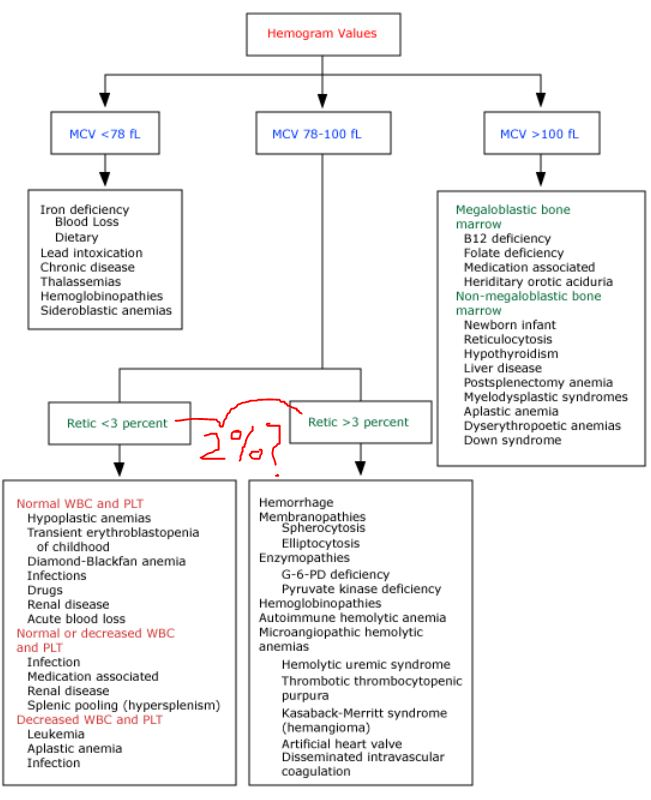 Hemogram Values
MCV <78 fL
MCV 78-100 fL
MCV >100 fL
Iron deficiency
Blood Loss
Dietary
Lead intoxication
Chronic disease
Thalassemias
Hemoglobinopathies
Sideroblastic anemias
Megaloblastic bone
marrow
B12 deficiency
Folate deficiency
Medication associated
Heriditary orotic aciduria
Non-megaloblastic bone
marrow
Newborn infant
Reticulocytosis
Hypothyroidism
Liver disease
Postsplenectomy anemia
Myelodysplastic syndromes
Aplastic anemia
Dyserythropoetic anemias
Down syndrome
Retic <3 percent
2%?
Retic >3 percent
Normal WBC and PLT
Hypoplastic anemias
Transient erythroblastopenia
of childhood
Diamond-Blackfan anemia
Infections
Drugs
Renal disease
Acute blood loss
Normal or decreased WBC
and PLT
Infection
Medication associated
Renal disease
Splenic pooling (hypersplenism)
Decreased WBC and PLT
Leukemia
Aplastic anemia
Infection
Hemorrhage
Membranopathies
Spherocytosis
Elliptocytosis
Enzymopathies
G-6-PD deficiency
Pyruvate kinase deficiency
Hemoglobinopathies
Autoimmune hemolytic anemia
Microangiopathic hemolytic
anemias
Hemolytic uremic syndrome
Thrombotic thrombocytopenic
purpura
Kasaback-Merritt syndrome
(hemangioma)
Artificial heart valve
Disseminated intravascular
coagulation